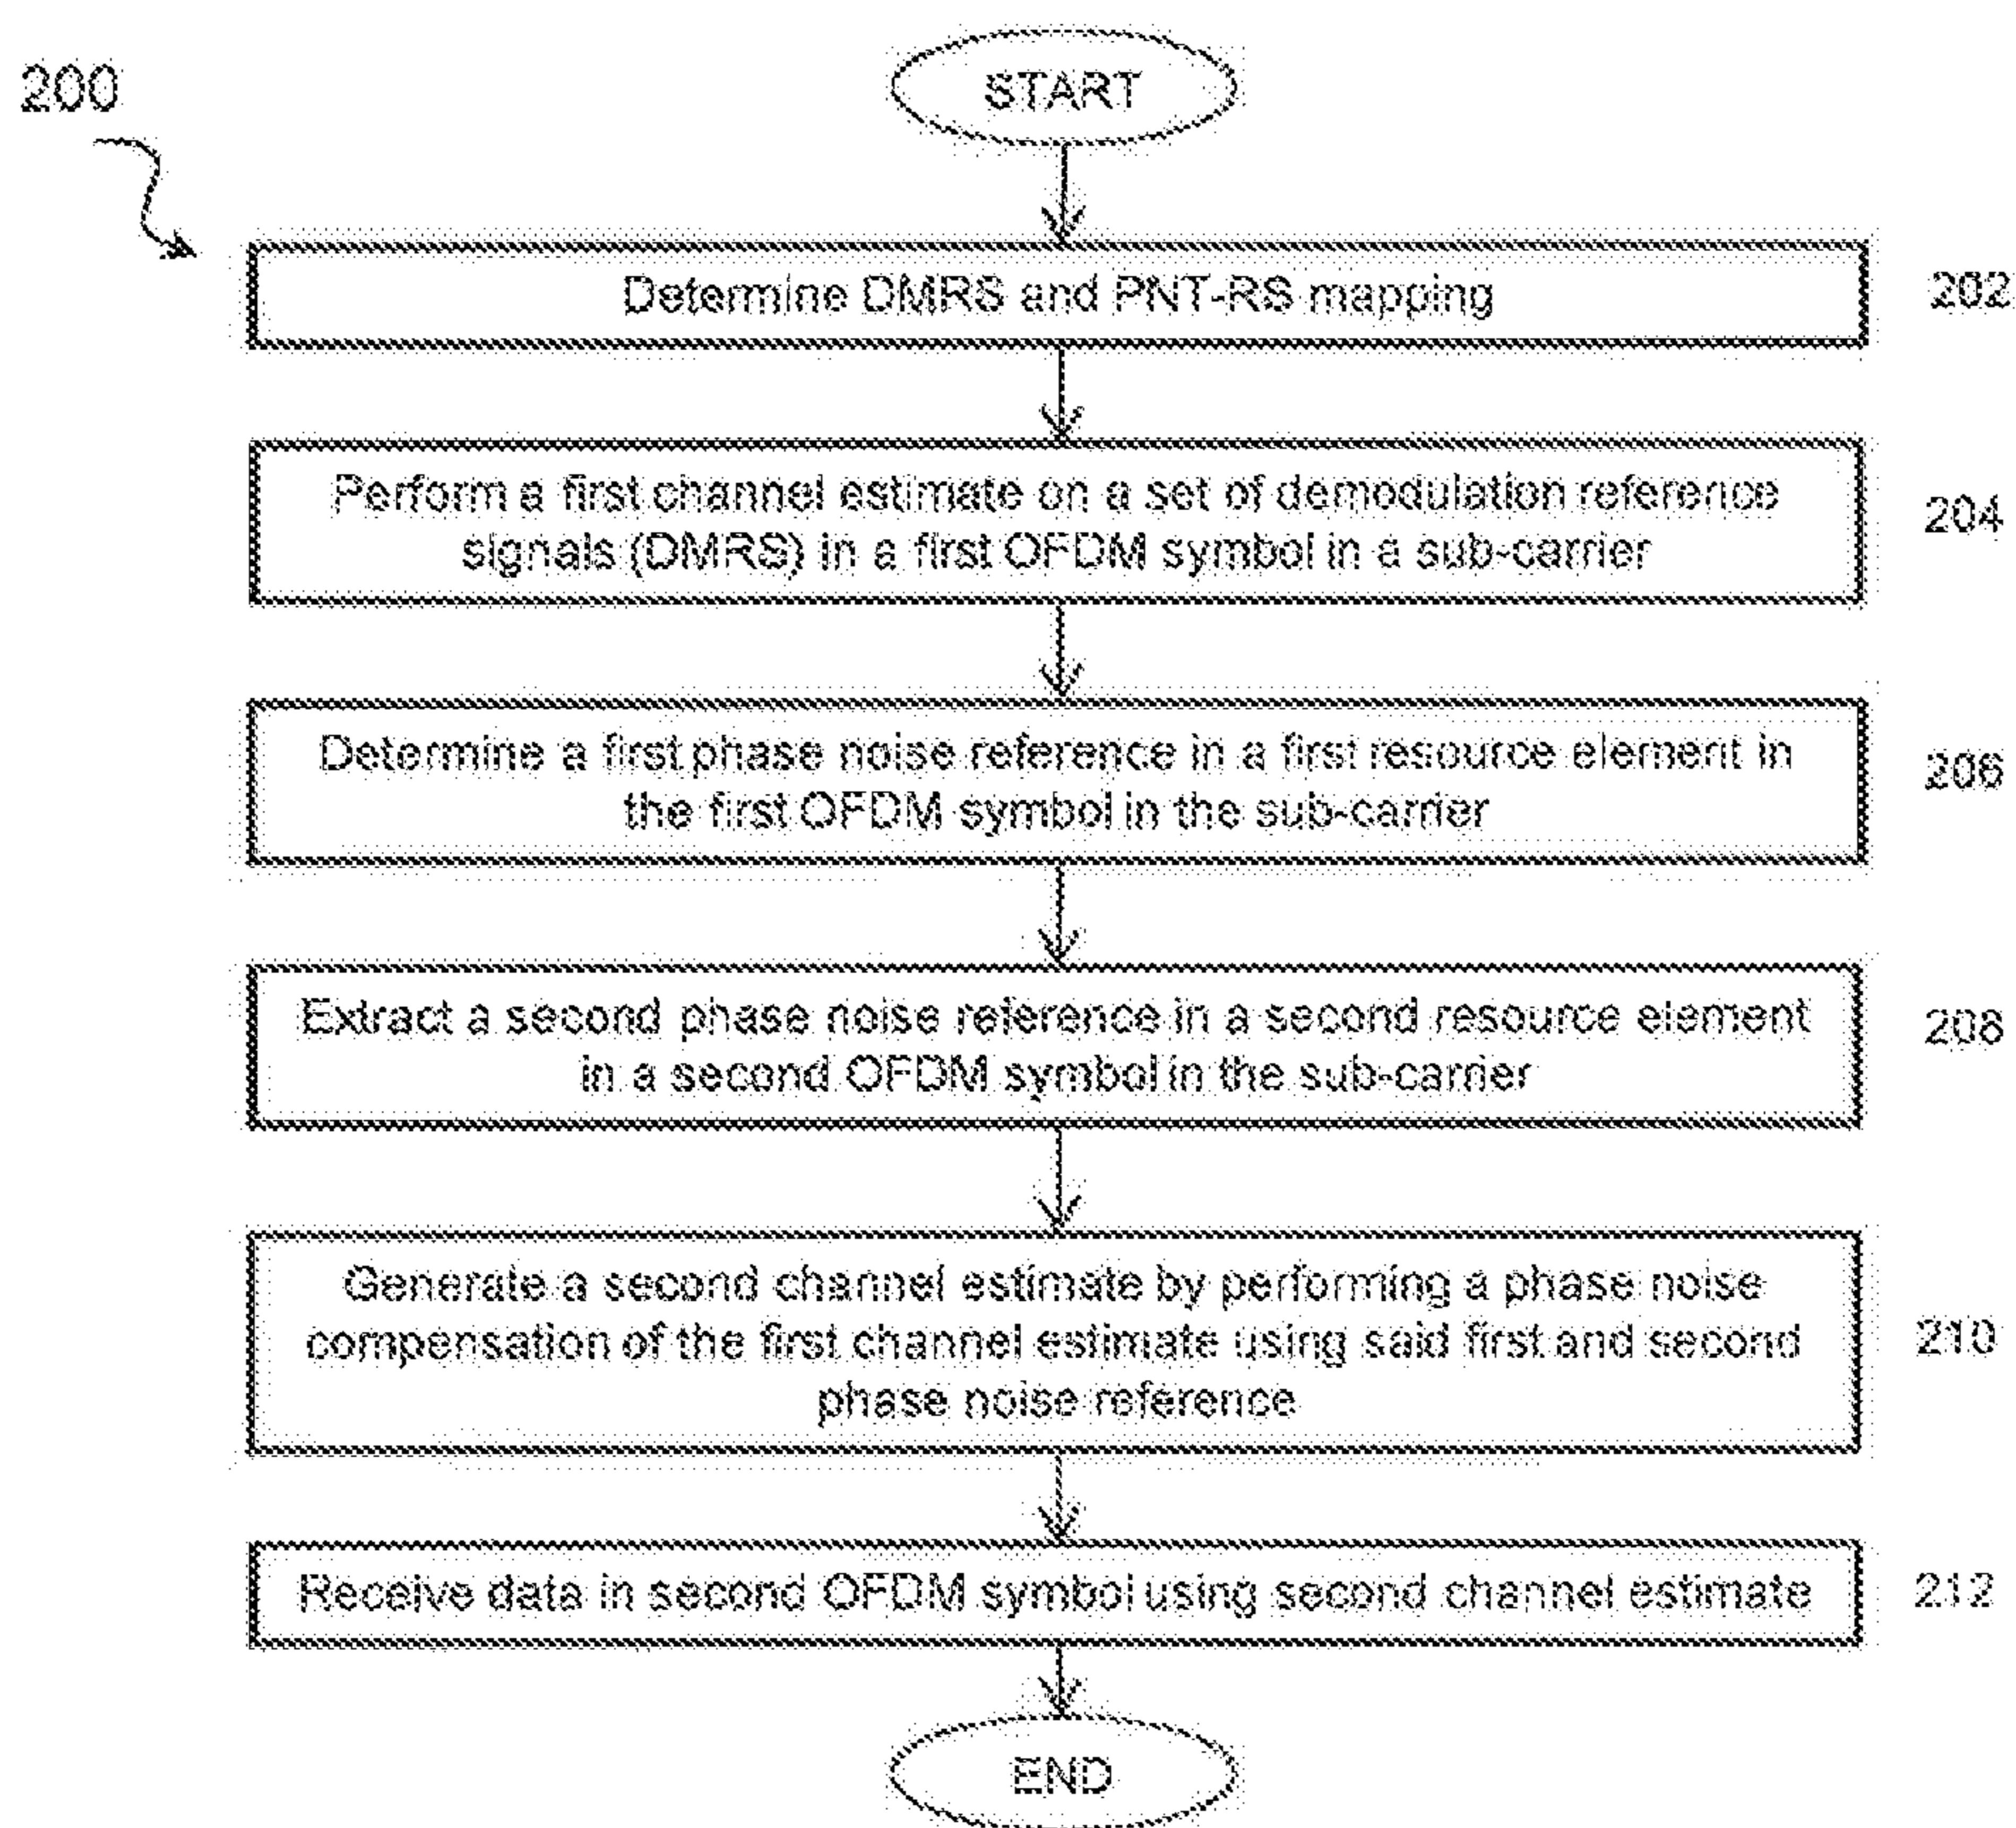 200
START
Determine DMRS and PNT-RS mapping
202
Perform a first channel estimate on a set of demodulation reference
signals (DMRS) in a first OFDM symbol in a sub-carrier
204
Determine a first phase noise reference in a first resource element in
the first OFDM symbol in the sub-carrier
206
Extract a second phase noise reference in a second resource element
in a second OFDM symbol in the sub-carrier
208
Generate a second channel estimate by performing a phase noise
compensation of the first channel estimate using said first and second
phase noise reference
210
Receive data in second OFDM symbol using second channel estimate
212
END